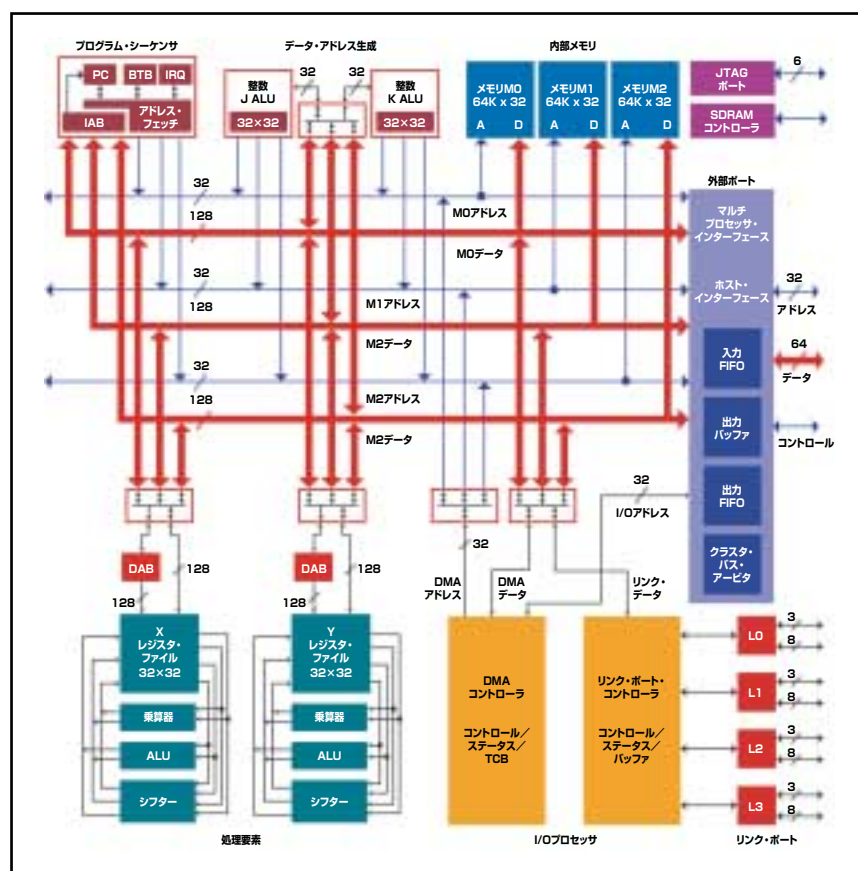 プログラム・シーケンサ
データ・アドレス生成
内部メモリ
PC
BTB
IRQ
アドレス・
フェッチ
IAB
整数
J ALU
32×32
32
32
整数
K ALU
32×32
メモリM0
64K x 32
A
D
メモリM1
64K x 32
A
D
メモリM2
64K x 32
A
D
JTAG
ポート
6
SDRAM
コントローラ
外部ポート
32
128
M0アドレス
M0データ
32
128
M1アドレス
M2データ
32
128
M2アドレス
M2データ
マルチ
プロセッサ・
インターフェース
ホスト・
インターフェース
32
アドレス
入力
FIFO
64
データ
出力
バッファ
コントロール
出力
FIFO
クラスタ・
バス・
アービタ
32
I/Oアドレス
DAB
128
128
DAB
128
128
32
DMA
アドレス
DMA
データ
リンク・
データ
X
レジスタ・
ファイル
32×32
乗算器
ALU
シフター
Y
レジスタ・
ファイル
32×32
乗算器
ALU
シフター
DMA
コントローラ
コントロール／
ステータス／
TCB
リンク・ポート・
コントローラ
コントロール／
ステータス／
バッファ
L0
3
8
L1
3
8
L2
3
8
L3
3
8
処理要素
I/Oプロセッサ
リンク・ポート